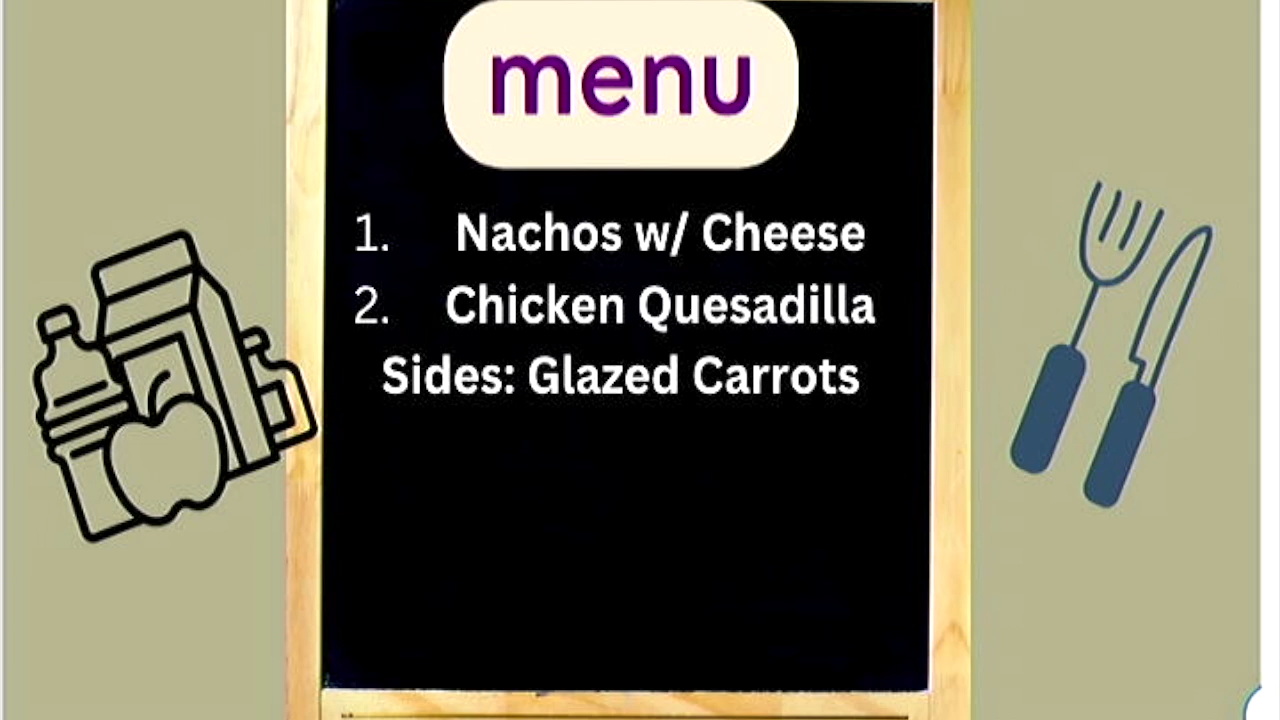 menu
1. Nachos w/ Cheese
2. Chicken Quesadilla
Sides: Glazed Carrots